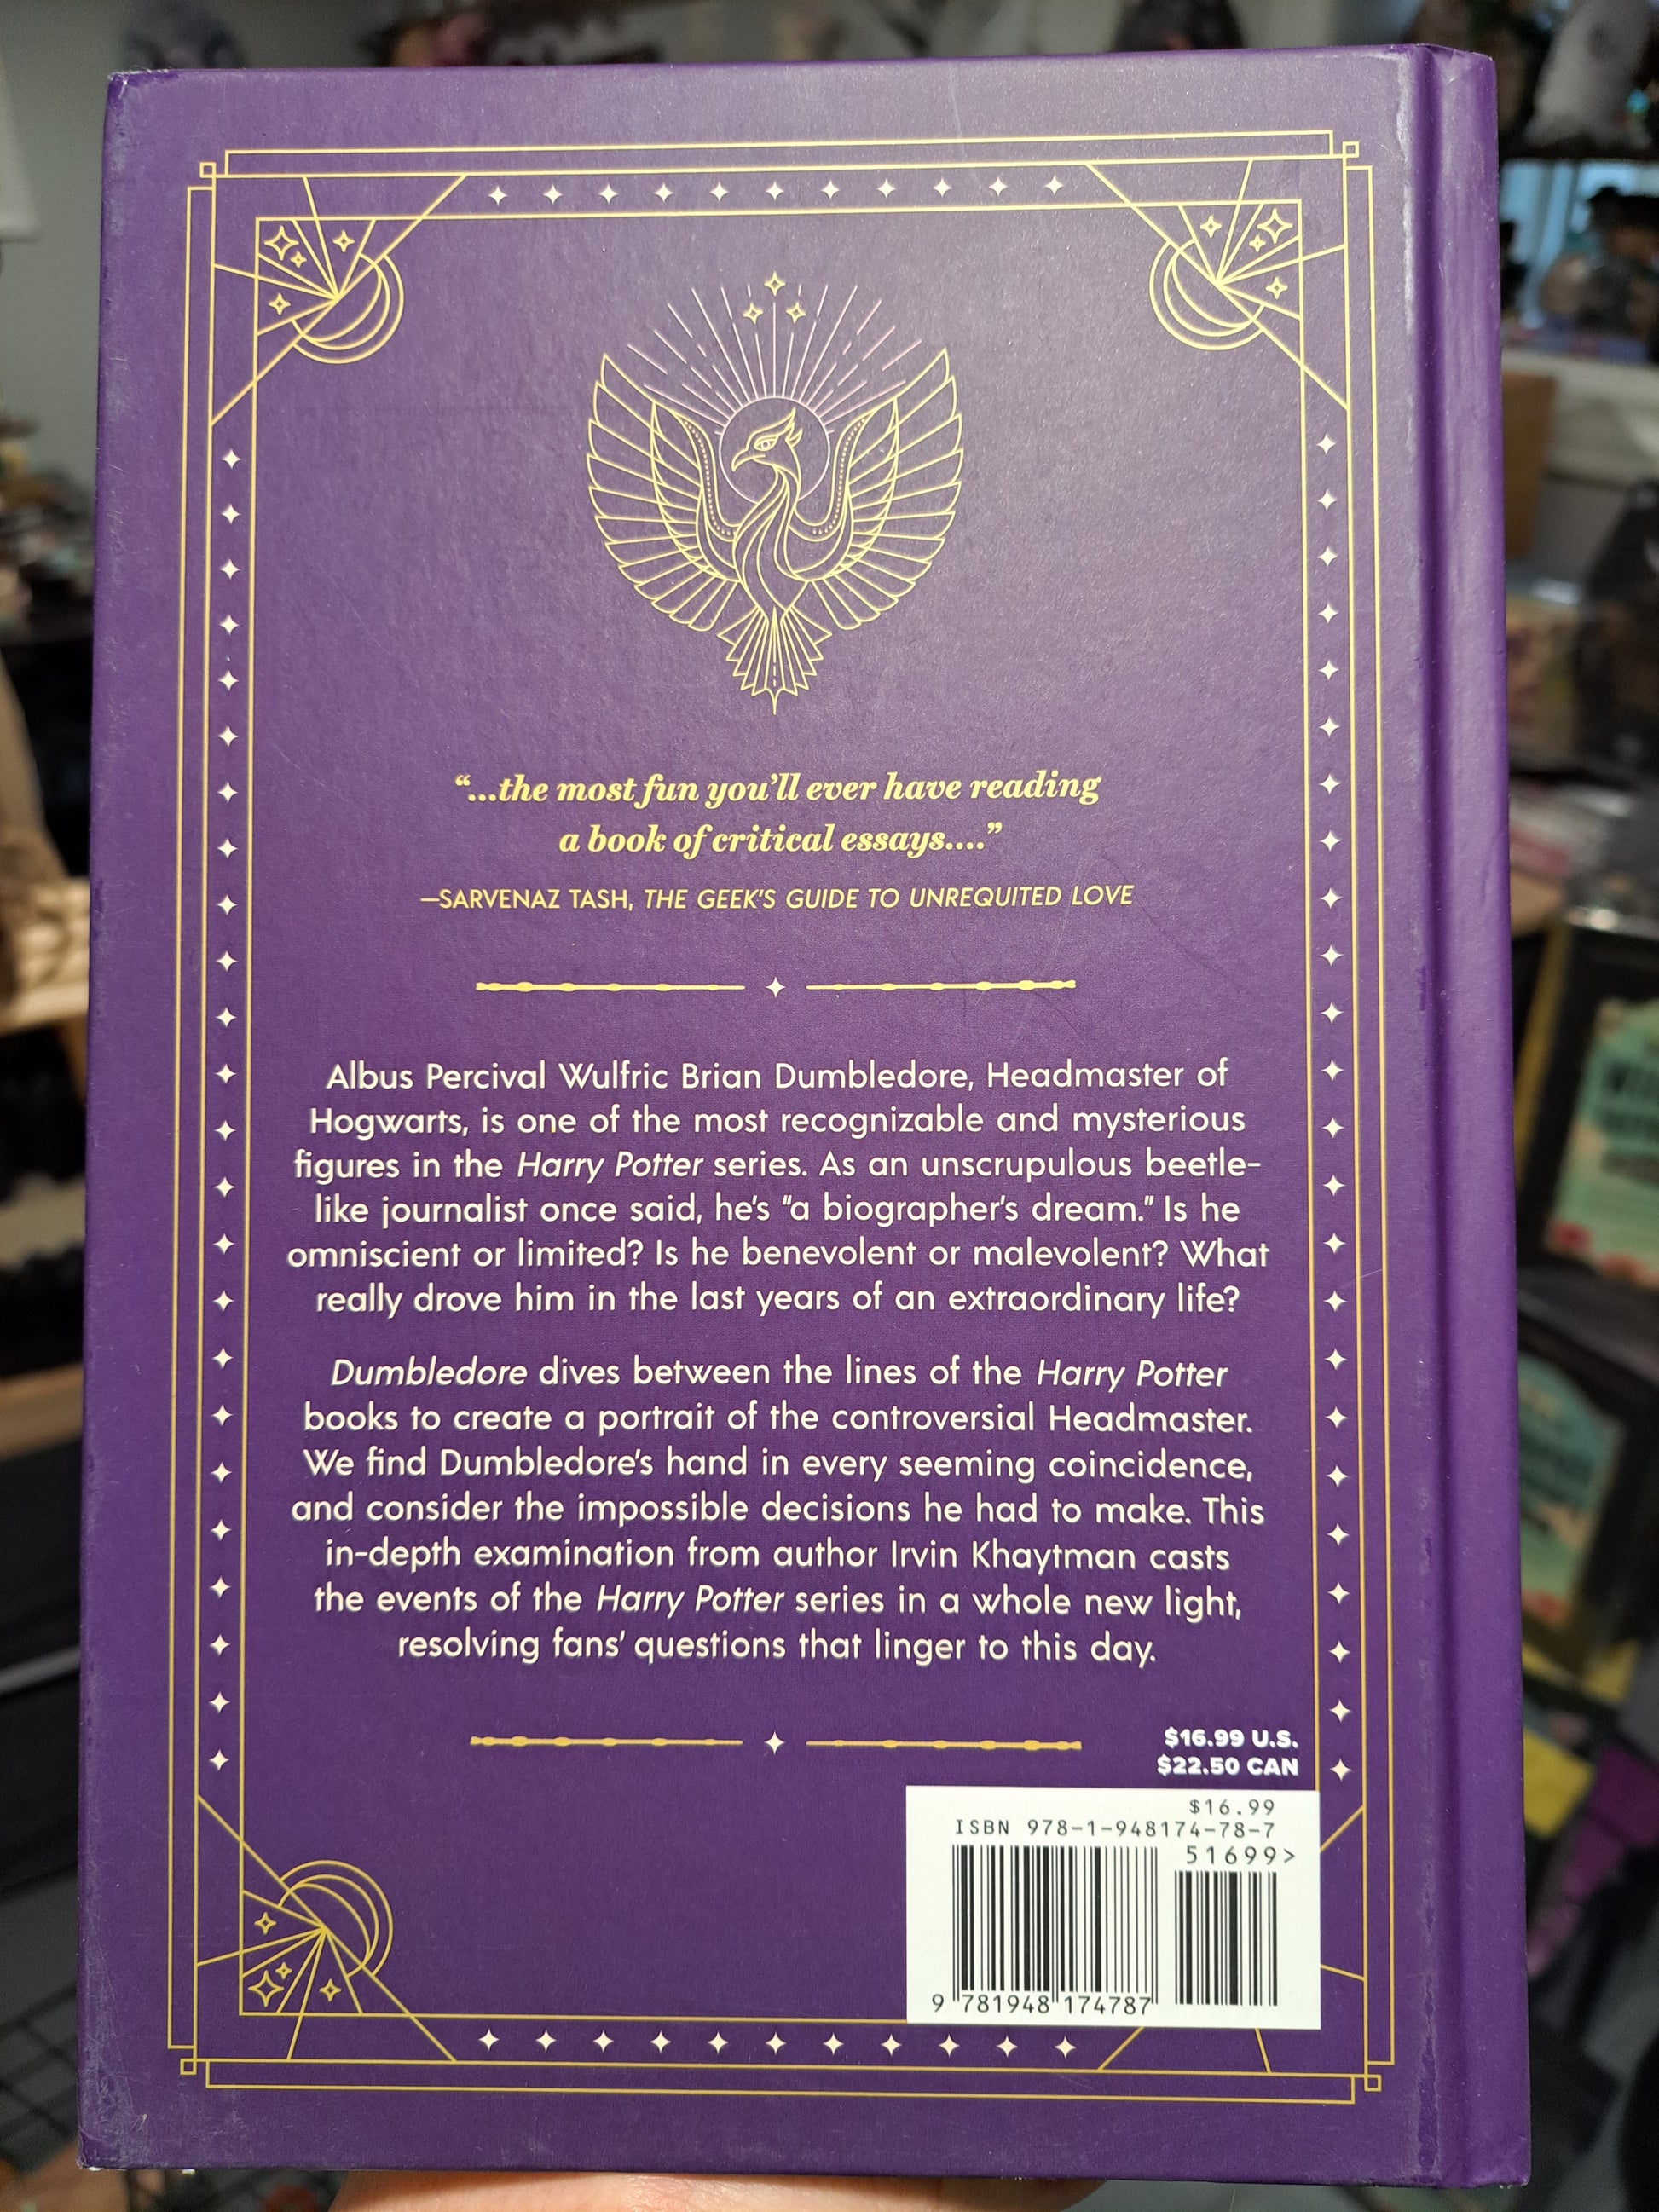 “...the most fun you’ll ever have reading
a book of critical essays....”
—SARVENAZ TASH, THE GEEK’S GUIDE TO UNREQUITED LOVE
Albus Percival Wulfric Brian Dumbledore, Headmaster of
Hogwarts, is one of the most recognizable and mysterious
figures in the Harry Potter series. As an unscrupulous beetle-
like journalist once said, he’s “a biographer’s dream.” Is he
omniscient or limited? Is he benevolent or malevolent? What
really drove him in the last years of an extraordinary life?
Dumbledore dives between the lines of the Harry Potter
books to create a portrait of the controversial Headmaster.
We find Dumbledore’s hand in every seeming coincidence,
and consider the impossible decisions he had to make. This
in-depth examination from author Irvin Khaytman casts
the events of the Harry Potter series in a whole new light,
resolving fans’ questions that linger to this day.
$16.99 U.S.
$22.50 CAN
$16.99
ISBN 978-1-948174-78-7
51699>
9 781948 174787